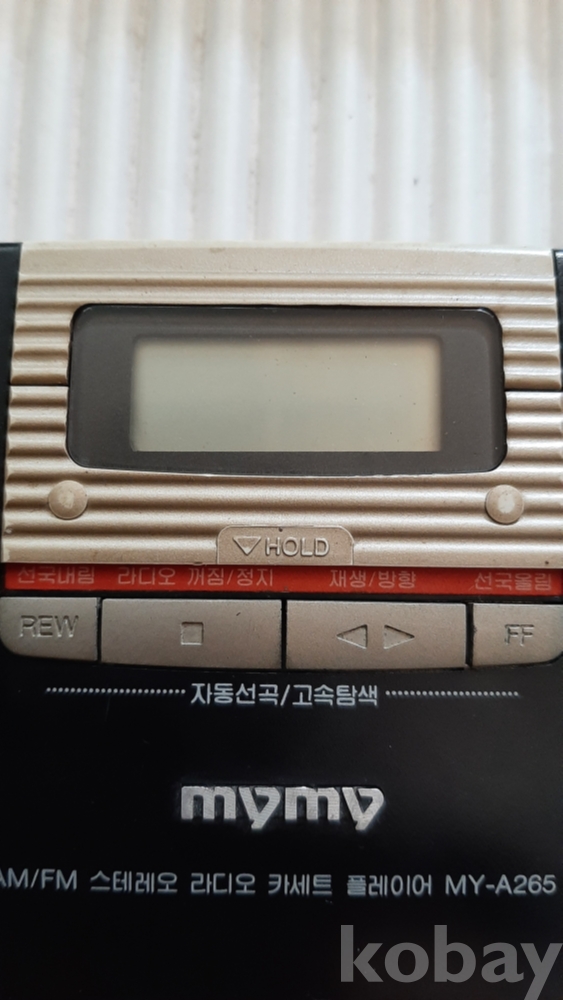 HOLD
선국내림 라디오 꺼짐/정지 재생/방향 선국올림
REW FF
자동선곡/고속탐색
mymy
AM/FM 스테레오 라디오 카세트 플레이어 MY-A265
kobay